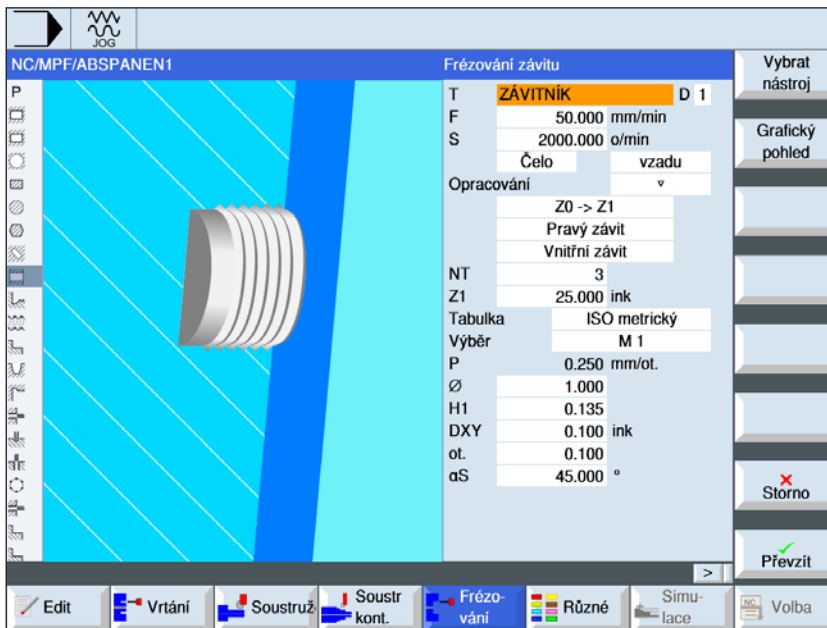 JOG
NC/MPF/ABSPANEN1
Frézování závitu
Vybrat
nástroj
Grafický
pohled
P
T ZÁVITNÍK D 1
F 50.000 mm/min
S 2000.000 o/min
Čelo vzadu
Opracování ▿
Z0 -> Z1
Pravý závit
Vnitřní závit
NT 3
Z1 25.000 ink
Tabulka ISO metrický
Výběr M 1
P 0.250 mm/ot.
Ø 1.000
H1 0.135
DXY 0.100 ink
ot. 0.100
αS 45.000 °
Storno
Převzít
>
Edit
Vrtání
Soustruž
Soustr
kont.
Frézo-
vání
Různé
Simu-
lace
NC
Volba